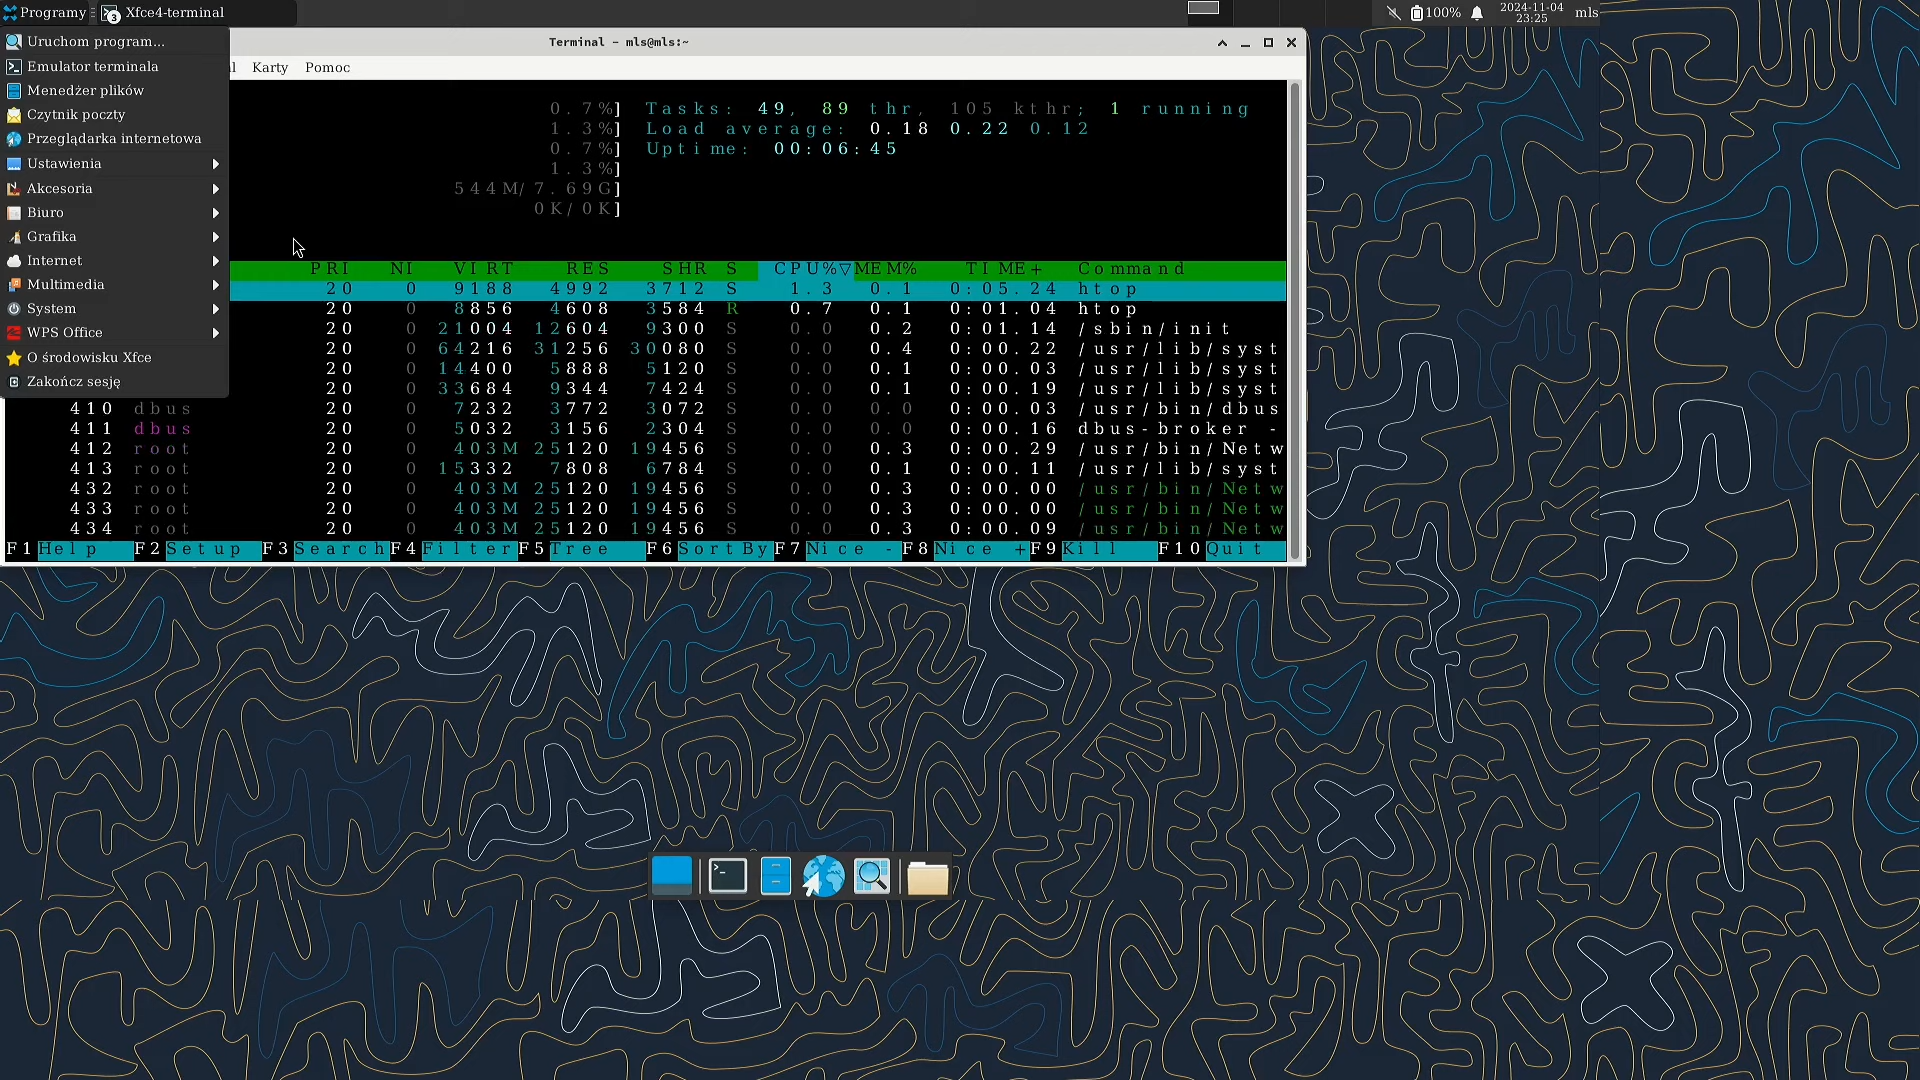 Programy
3 Xfce4-terminal
100%
2024-11-04
23:25
mls
Uruchom program...
Emulator terminala
Menedżer plików
Czytnik poczty
Przeglądarka internetowa
Ustawienia
Akcesoria
Biuro
Grafika
Internet
Multimedia
System
WPS Office
O środowisku Xfce
Zakończ sesję
Terminal - mls@mls:~
Karty Pomoc
0.7%] Tasks: 49, 89 thr, 105 kthr; 1 running
1.3%] Load average: 0.18 0.22 0.12
0.7%] Uptime: 00:06:45
1.3%]
544M/7.69G]
0K/0K]
PRI NI VIRT RES SHR S CPU%▽MEM% TIME+ Command
20 0 9188 4992 3712 S 1.3 0.1 0:05.24 htop
20 0 8856 4608 3584 R 0.7 0.1 0:01.04 htop
20 0 21004 12604 9300 S 0.0 0.2 0:01.14 /sbin/init
20 0 64216 31256 30080 S 0.0 0.4 0:00.22 /usr/lib/syst
20 0 14400 5888 5120 S 0.0 0.1 0:00.03 /usr/lib/syst
20 0 33684 9344 7424 S 0.0 0.1 0:00.19 /usr/lib/syst
410 dbus 20 0 7232 3772 3072 S 0.0 0.0 0:00.03 /usr/bin/dbus
411 dbus 20 0 5032 3156 2304 S 0.0 0.0 0:00.16 dbus-broker -
412 root 20 0 403M 25120 19456 S 0.0 0.3 0:00.29 /usr/bin/Netw
413 root 20 0 15332 7808 6784 S 0.0 0.1 0:00.11 /usr/lib/syst
432 root 20 0 403M 25120 19456 S 0.0 0.3 0:00.00 /usr/bin/Netw
433 root 20 0 403M 25120 19456 S 0.0 0.3 0:00.00 /usr/bin/Netw
434 root 20 0 403M 25120 19456 S 0.0 0.3 0:00.09 /usr/bin/Netw
F1Help F2Setup F3SearchF4FilterF5Tree F6SortByF7Nice -F8Nice +F9Kill F10Quit